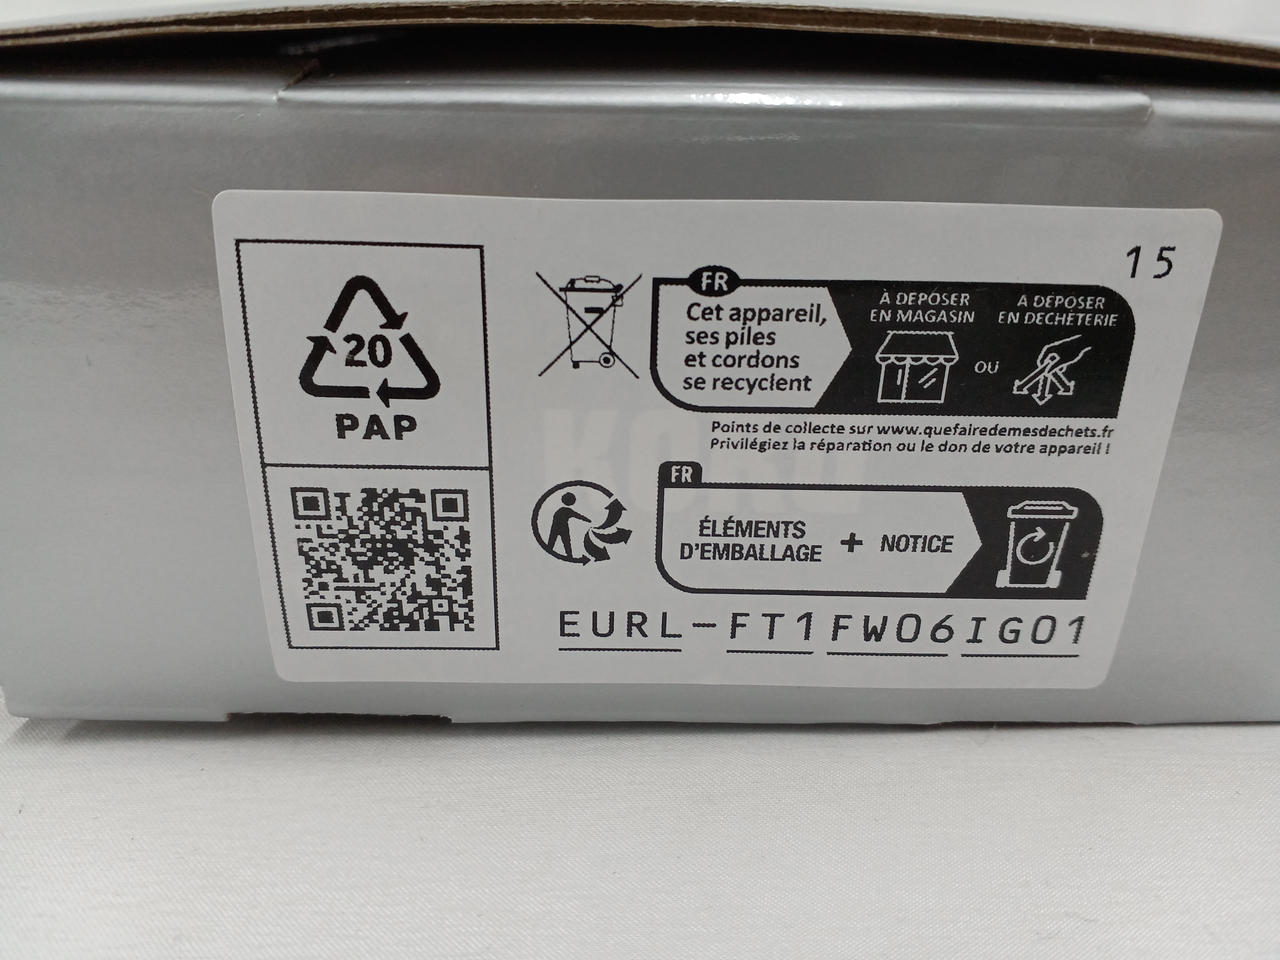 15
20
PAP
FR
Cet appareil,
ses piles
et cordons
se recyclent
À DÉPOSER
EN MAGASIN
OU
À DÉPOSER
EN DÉCHÈTERIE
Points de collecte sur www.quefairedemesdechets.fr
Privilégiez la réparation ou le don de votre appareil !
FR
ÉLÉMENTS
D'EMBALLAGE
+
NOTICE
EURL-FT1FW06IG01